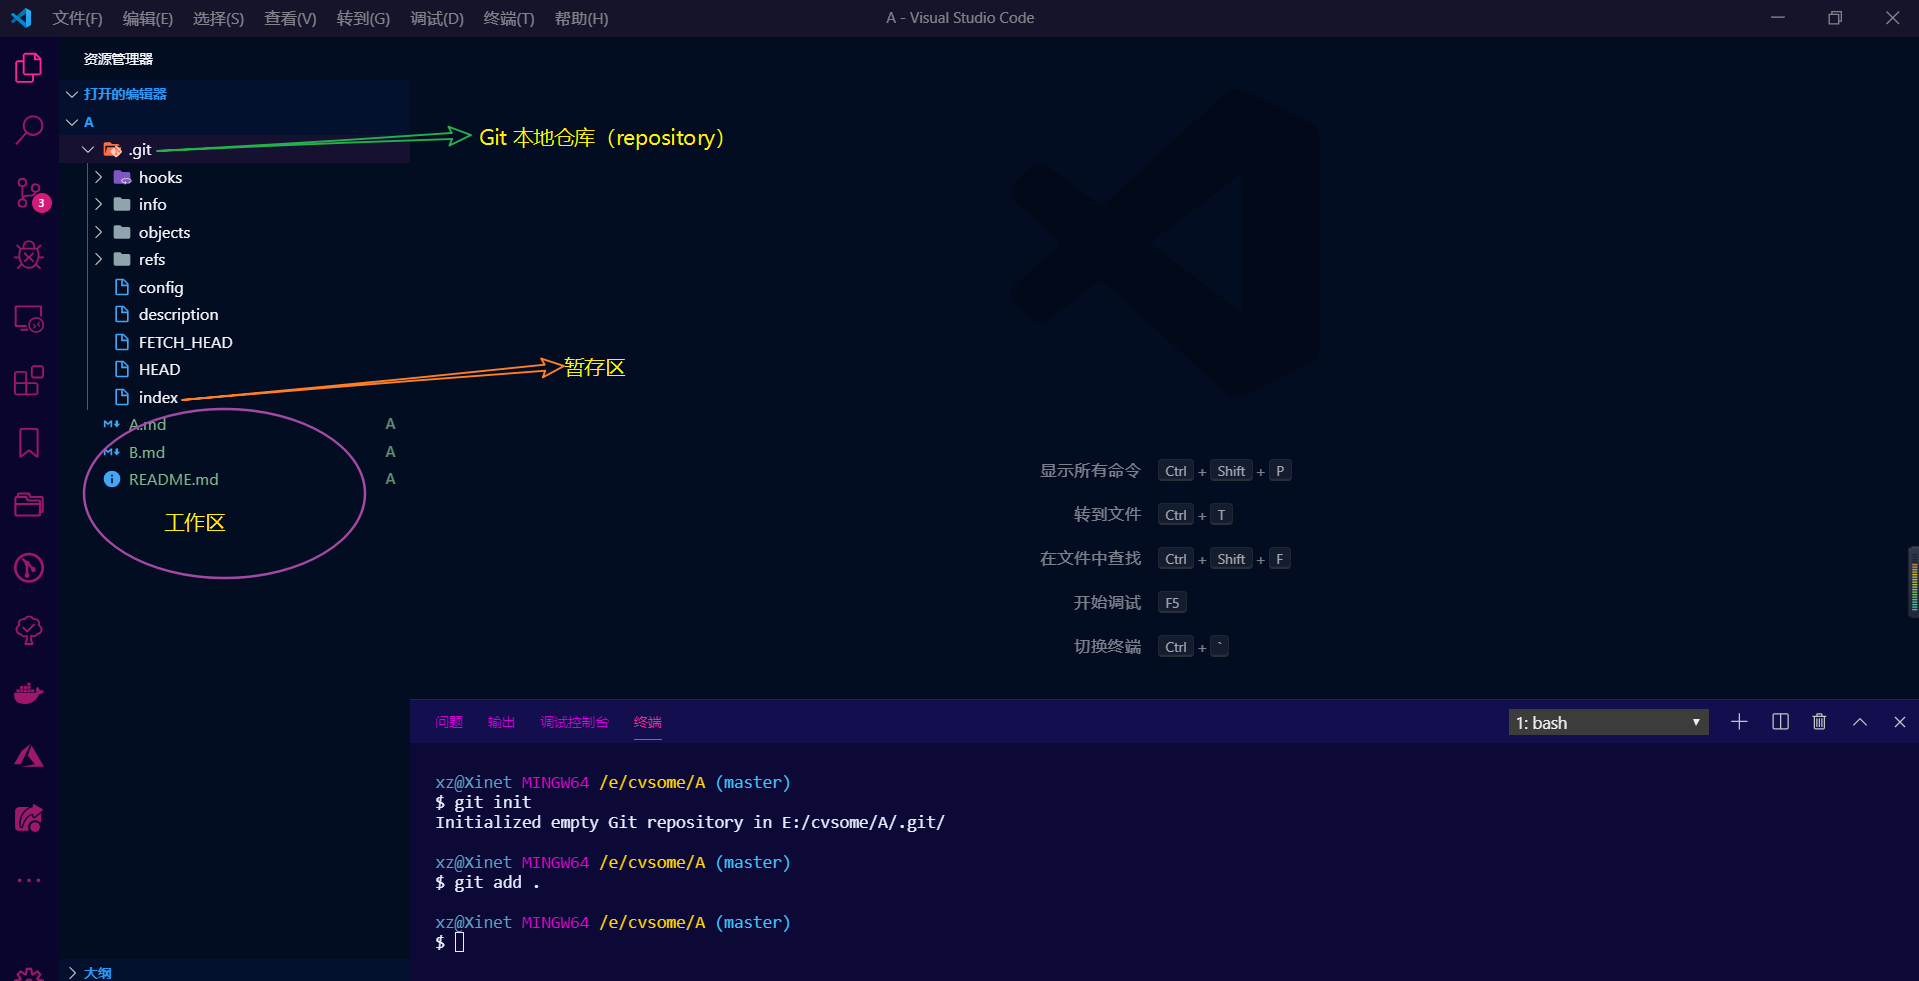 文件(F) 编辑(E) 选择(S) 查看(V) 转到(G) 调试(D) 终端(T) 帮助(H) A - Visual Studio Code
资源管理器
打开的编辑器
A
.git
Git 本地仓库（repository）
hooks
3
info
objects
refs
config
description
FETCH_HEAD
HEAD
暂存区
index
A.md A
B.md A
README.md A
工作区
显示所有命令 Ctrl + Shift + P
转到文件 Ctrl + T
在文件中查找 Ctrl + Shift + F
开始调试 F5
切换终端 Ctrl + `
问题 输出 调试控制台 终端 1: bash
xz@Xinet MINGW64 /e/cvsome/A (master)
$ git init
Initialized empty Git repository in E:/cvsome/A/.git/
xz@Xinet MINGW64 /e/cvsome/A (master)
$ git add .
xz@Xinet MINGW64 /e/cvsome/A (master)
$
大纲